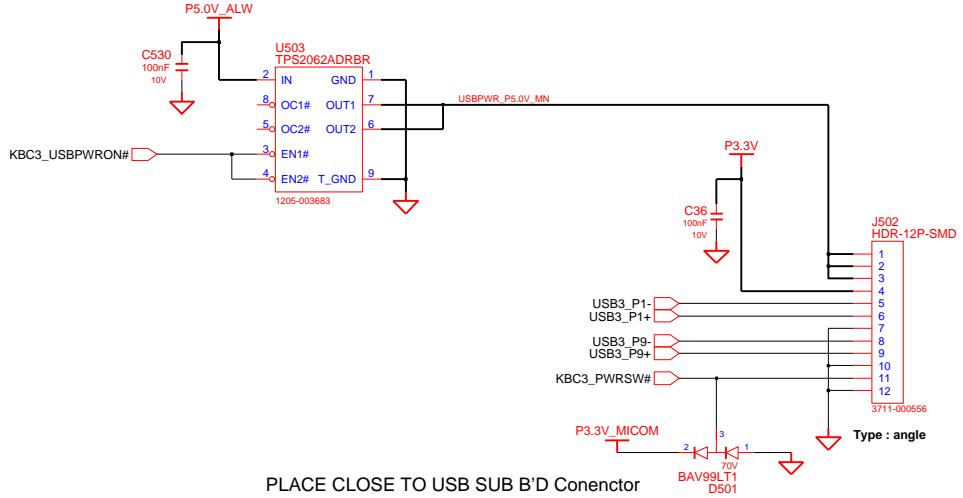 P5.0V_ALW
C530
100nF
10V
U503
TPS2062ADRBR
2 IN GND 1
8 OC1# OUT1 7
5 OC2# OUT2 6
3 EN1#
4 EN2# T_GND 9
1205-003683
KBC3_USBPWRON#
USBPWR_P5.0V_MN
P3.3V
C36
100nF
10V
J502
HDR-12P-SMD
1
2
3
4
USB3_P1- 5
USB3_P1+ 6
7
USB3_P9- 8
USB3_P9+ 9
10
KBC3_PWRSW# 11
12
3711-000556
Type : angle
P3.3V_MICOM
3
2 1
70V
BAV99LT1
D501
PLACE CLOSE TO USB SUB B'D Conenctor